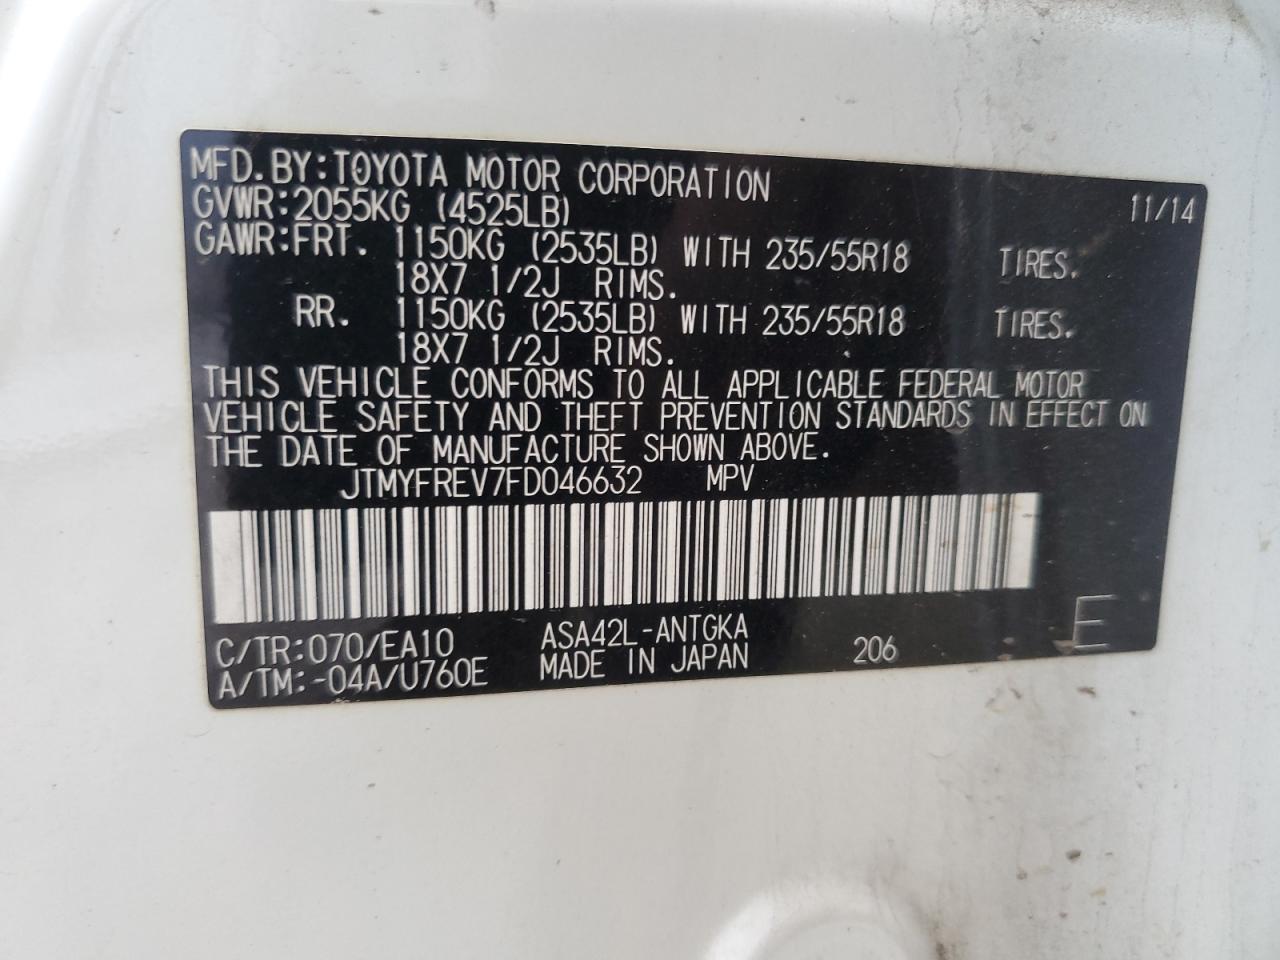 MFD.BY:TOYOTA MOTOR CORPORATION 11/14
GVWR:2055KG (4525LB)
GAWR:FRT. 1150KG (2535LB) WITH 235/55R18 TIRES.
18X7 1/2J RIMS.
RR. 1150KG (2535LB) WITH 235/55R18 TIRES.
18X7 1/2J RIMS.
THIS VEHICLE CONFORMS TO ALL APPLICABLE FEDERAL MOTOR
VEHICLE SAFETY AND THEFT PREVENTION STANDARDS IN EFFECT ON
THE DATE OF MANUFACTURE SHOWN ABOVE.
JTMYFREV7FD046632 MPV
C/TR:070/EA10 ASA42L-ANTGKA
A/TM:-04A/U760E MADE IN JAPAN 206 E